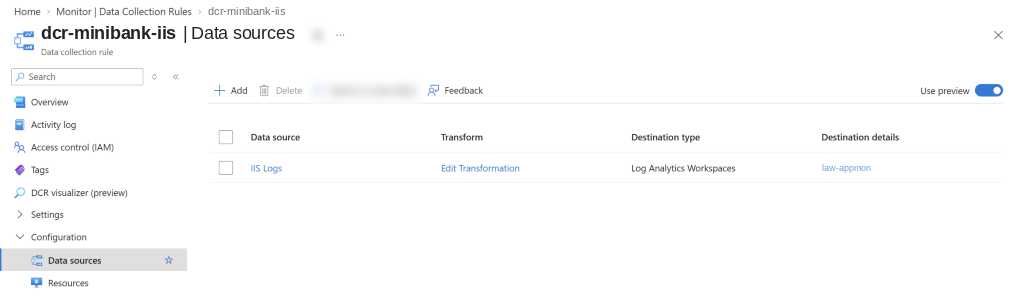 Home > Monitor | Data Collection Rules > dcr-minibank-iis
dcr-minibank-iis | Data sources ...
Data collection rule
Search
Overview
Activity log
Access control (IAM)
Tags
DCR visualizer (preview)
Settings
Configuration
Data sources
Resources
Add Delete Feedback Use preview
Data source Transform Destination type Destination details
IIS Logs Edit Transformation Log Analytics Workspaces law-appmon